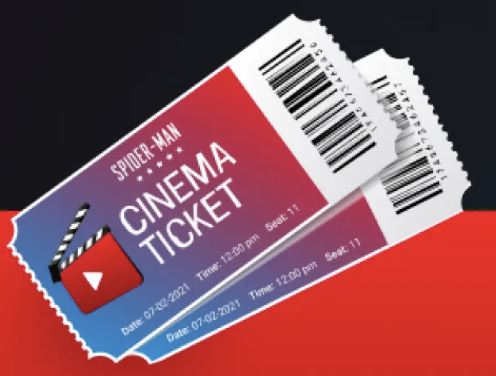 SPIDER-MAN
CINEMA
TICKET
Date: 07-02-2021 Time: 12:00 pm Seat: 11
Date: 07-02-2021 Time: 12:00 pm Seat: 11